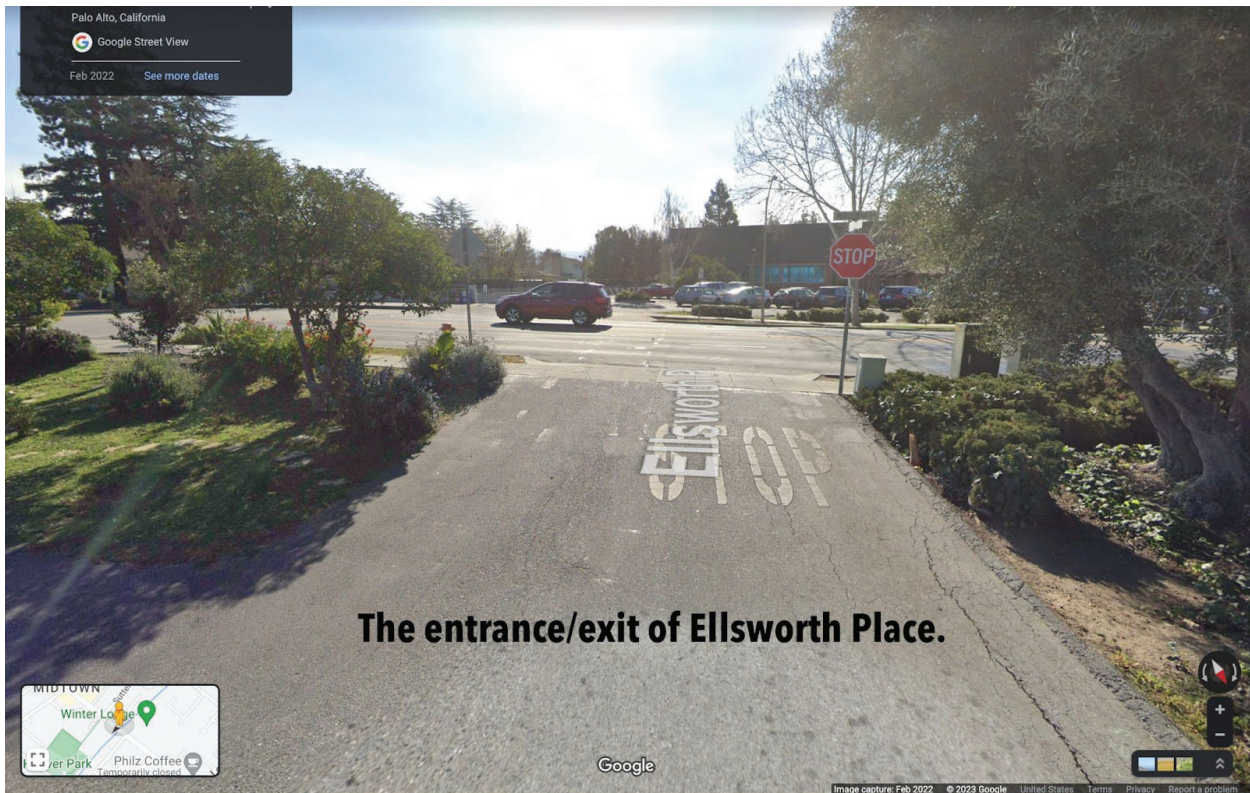 Palo Alto, California
Google Street View
Feb 2022 See more dates
STOP
Ellsworth Pl
STOP
The entrance/exit of Ellsworth Place.
MIDTOWN
Sutter
Winter Lodge
Philz Coffee
Temporarily closed
Google
Image capture: Feb 2022 © 2023 Google United States Terms Privacy Report a problem